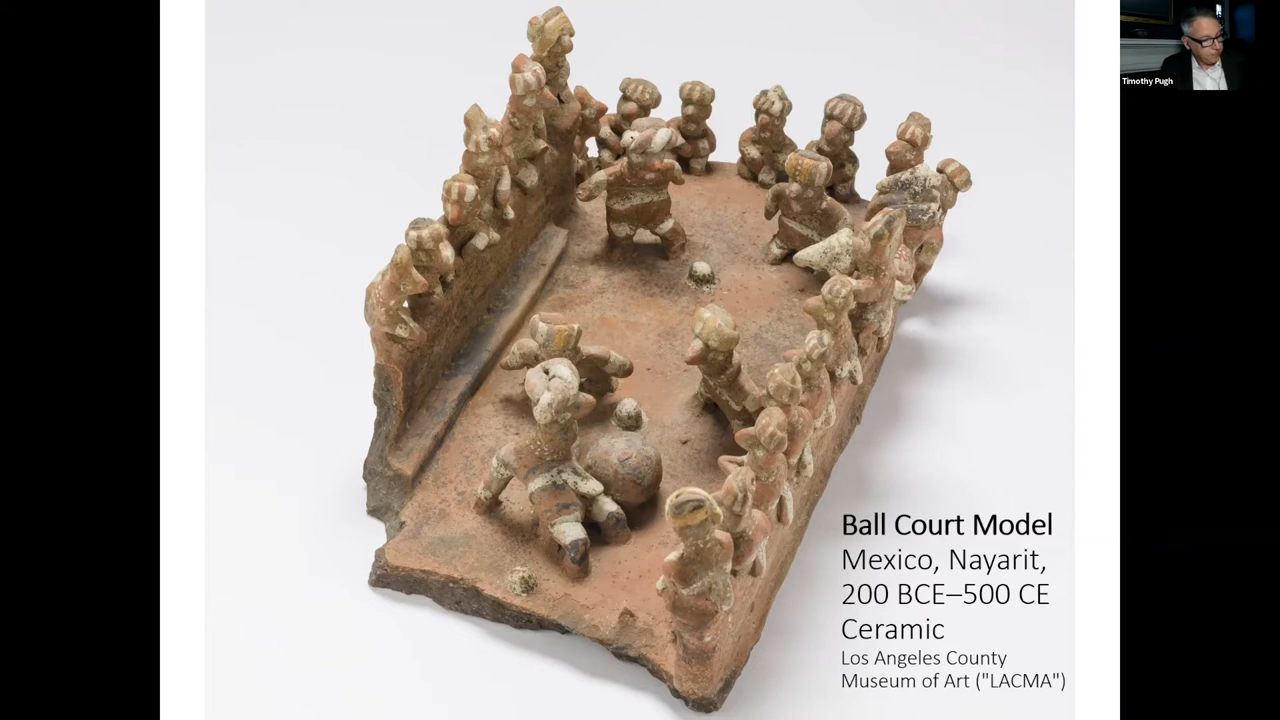 Timothy Pugh
Ball Court Model
Mexico, Nayarit,
200 BCE–500 CE
Ceramic
Los Angeles County
Museum of Art ("LACMA")